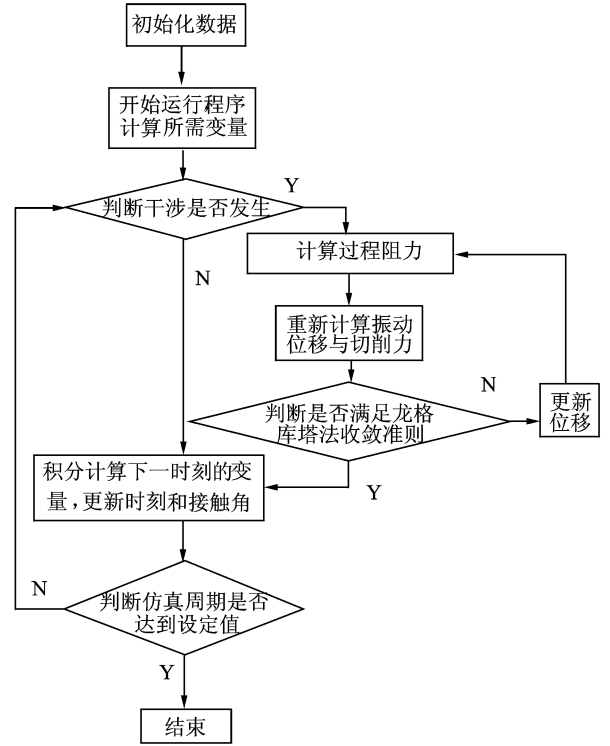 初始化数据
开始运行程序
计算所需变量
判断干涉是否发生
Y
计算过程阻力
N
重新计算振动
位移与切削力
N
判断是否满足龙格
库塔法收敛准则
更新
位移
积分计算下一时刻的变
量,更新时刻和接触角
Y
N
判断仿真周期是否
达到设定值
Y
结束